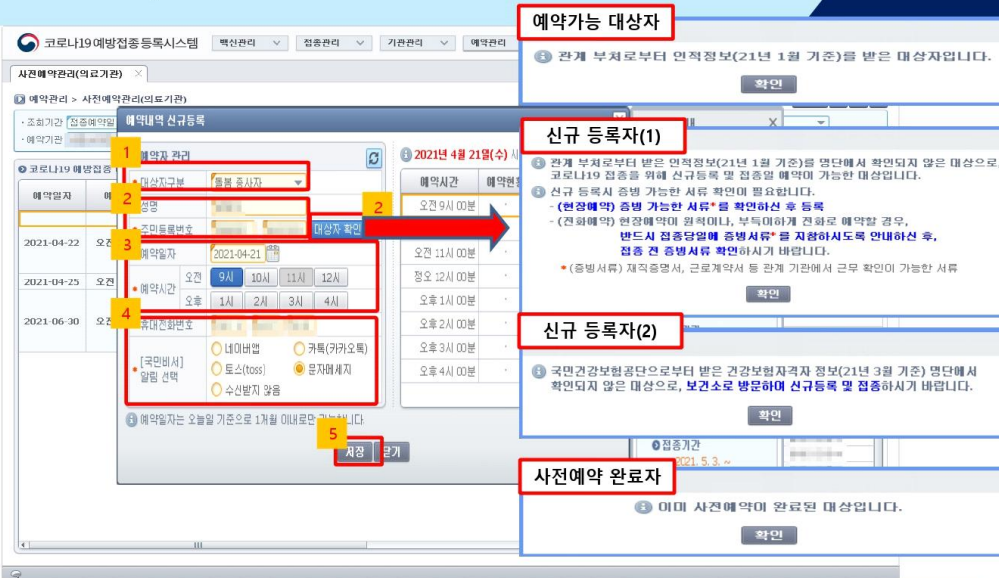 예약가능 대상자
관계 부처로부터 인적정보(21년 1월 기준)를 받은 대상자입니다.
확인
코로나19 예방접종등록시스템
백신관리
접종관리
기관관리
예약관리
사전예약관리(의료기관)
예약관리 > 사전예약관리(의료기관)
조회기간
접종예약일
예약기관
코로나19 예방접종
예약일자
2021-04-22
2021-04-25
2021-06-30
예약내역 신규등록
1
예약자 관리
대상자구분
돌봄 종사자
2
성명
주민등록번호
대상자 확인
2
3
예약일자
2021-04-21
예약시간
오전
9시
10시
11시
12시
오후
1시
2시
3시
4시
4
휴대전화번호
[국민비서]
알림 선택
네이버앱
카톡(카카오톡)
토스(toss)
문자메세지
수신받지 않음
예약일자는 오늘일 기준으로 1개월 이내로만 가능합니다.
5
저장
닫기
2021년 4월 21일(수)
예약시간
예약현황
오전 9시 00분
오전 11시 00분
정오 12시 00분
오후 1시 00분
오후 2시 00분
오후 3시 00분
오후 4시 00분
신규 등록자(1)
관계 부처로부터 받은 인적정보(21년 1월 기준)를 명단에서 확인되지 않은 대상으로
코로나19 접종을 위해 신규등록 및 접종일 예약이 가능한 대상입니다.
신규 등록시 증빙 가능한 서류 확인이 필요합니다.
- (현장예약) 증빙 가능한 서류*를 확인하신 후 등록
- (전화예약) 현장예약이 원칙이나, 부득이하게 전화로 예약할 경우,
반드시 접종당일에 증빙서류*를 지참하시도록 안내하신 후,
접종 전 증빙서류 확인하시기 바랍니다.
* (증빙서류) 재직증명서, 근로계약서 등 관계 기관에서 근무 확인이 가능한 서류
확인
신규 등록자(2)
국민건강보험공단으로부터 받은 건강보험자격자 정보(21년 3월 기준) 명단에서
확인되지 않은 대상으로, 보건소로 방문하여 신규등록 및 접종하시기 바랍니다.
확인
접종기간
2021. 5. 3. ~
사전예약 완료자
이미 사전예약이 완료된 대상입니다.
확인